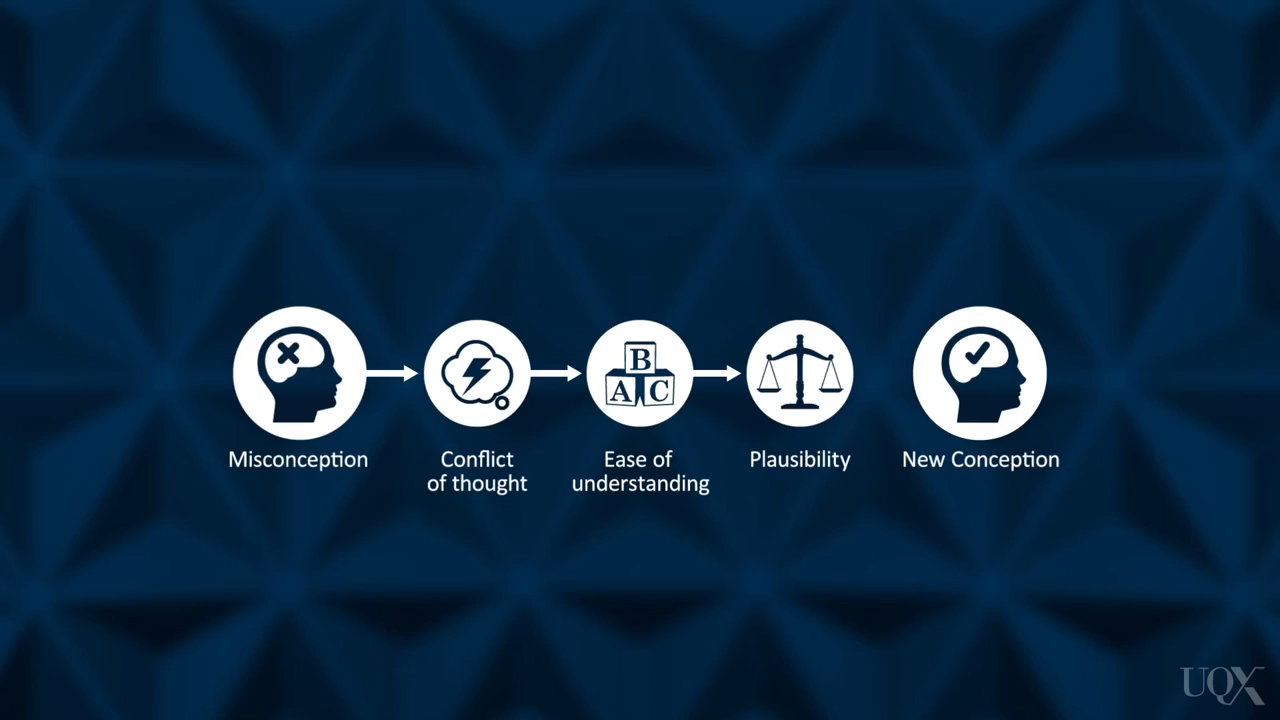 B
A C
Misconception
Conflict
of thought
Ease of
understanding
Plausibility
New Conception
UQX